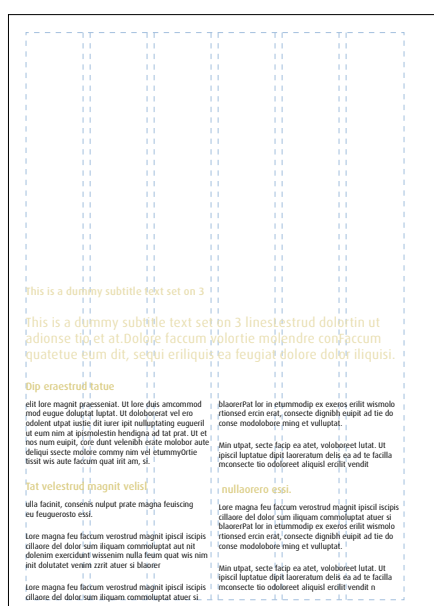 This is a dummy subtitle text set on 3
This is a dummy subtitle text set on 3 linesLestrud dolortin ut
adionse tio et at.Dolore faccum volortie molendre conFaccum
quatetue eum dit, sequi eriliquis ea feugiat dolore dolor iliquisi.
Dip eraestrud tatue
elit lore magnit praesseniat. Ut lore duis amcommod
mod eugue doluptat luptat. Ut doloborerat vel ero
odolent utpat iustie dit iurer ipit nulluptating eugueril
ut eum nim at ipismolestin hendigna ad tat prat. Ut et
nos num euipit, core dunt velenibh erate molobor aute
deliqui ssecte molore commy nim vel etummyOrtie
tissit wis aute faccum quat irit am, si.
Tat velestrud magnit velisl
ulla facinit, consenis nulput prate magna feuiscing
eu feuguerosto essi.
Lore magna feu faccum verostrud magnit ipiscil iscipis
cillaore del dolor sum iliquam commoluptat aut nit
dolenim exercidunt wissenim nulla feum quat wis nim
init dolutatet venim zzrit atuer si blaorer
Lore magna feu faccum verostrud magnit ipiscil iscipis
cillaore del dolor sum iliquam commoluptat atuer si
blaorerPat lor in etummodip ex exeros erilit wismolo
rtionsed ercin erat, consecte dignibh euipit ad tie do
conse modolobore ming et vulluptat.
Min utpat, secte facip ea atet, voloboreet lutat. Ut
ipiscil luptatue dipit laoreratum delis ea ad te facilla
mconsecte tio odoloreet aliquisl ercilit vendit
nullaorero essi.
Lore magna feu faccum verostrud magnit ipiscil iscipis
cillaore del dolor sum iliquam commoluptat atuer si
blaorerPat lor in etummodip ex exeros erilit wismolo
rtionsed ercin erat, consecte dignibh euipit ad tie do
conse modolobore ming et vulluptat.
Min utpat, secte facip ea atet, voloboreet lutat. Ut
ipiscil luptatue dipit laoreratum delis ea ad te facilla
mconsecte tio odoloreet aliquisl ercilit vendit n